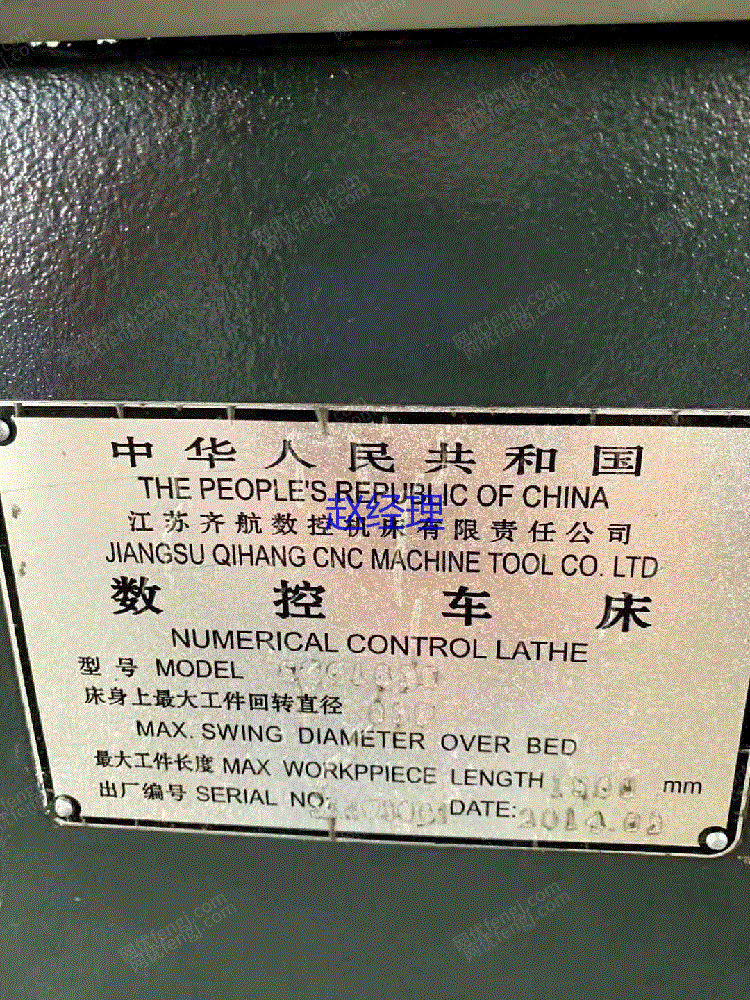 中华人民共和国
THE PEOPLE'S REPUBLIC OF CHINA
赵经理
江苏齐航数控机床有限责任公司
JIANGSU QIHANG CNC MACHINE TOOL CO. LTD
数控车床
NUMERICAL CONTROL LATHE
型号 MODEL
床身上最大工件回转直径
MAX. SWING DIAMETER OVER BED
最大工件长度 MAX WORKPPIECE LENGTH mm
出厂编号 SERIAL NO. DATE: